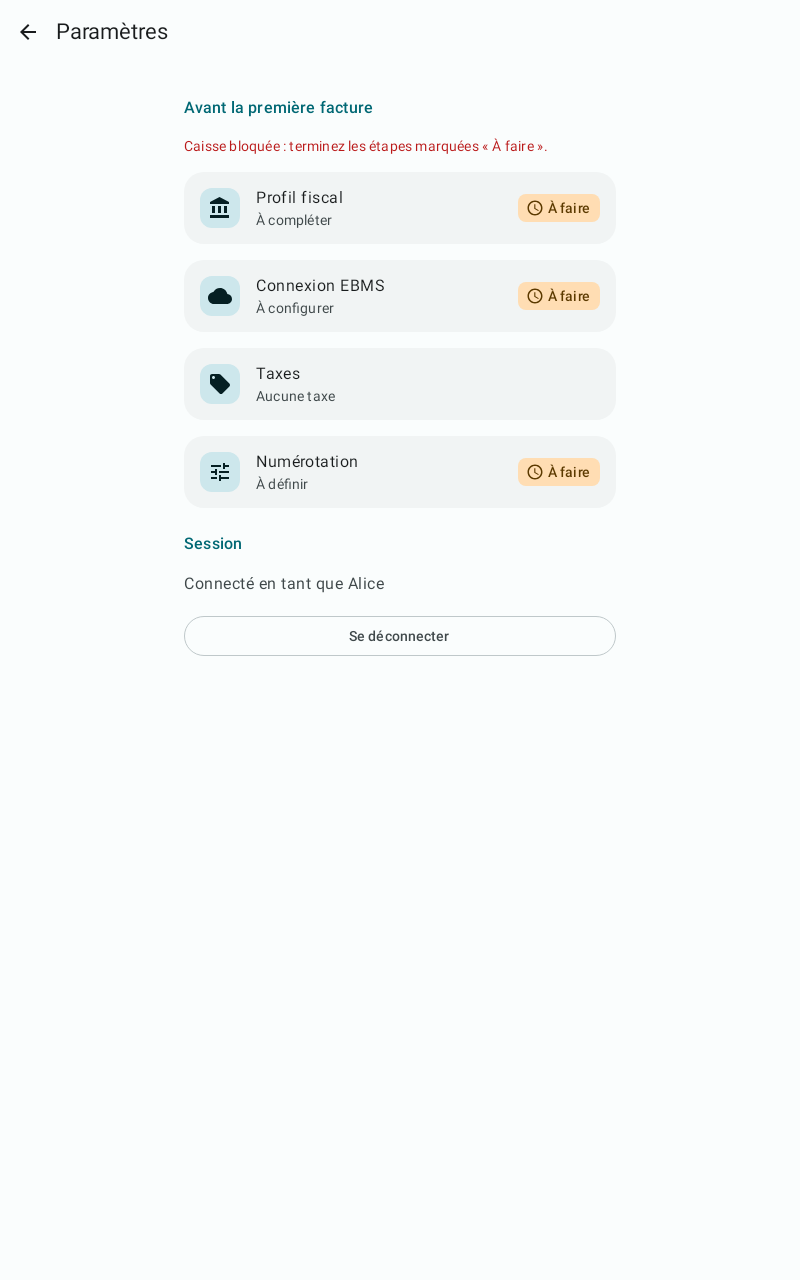 Paramètres
Avant la première facture
Caisse bloquée : terminez les étapes marquées « À faire ».
Profil fiscal
À compléter
À faire
Connexion EBMS
À configurer
À faire
Taxes
Aucune taxe
Numérotation
À définir
À faire
Session
Connecté en tant que Alice
Se déconnecter